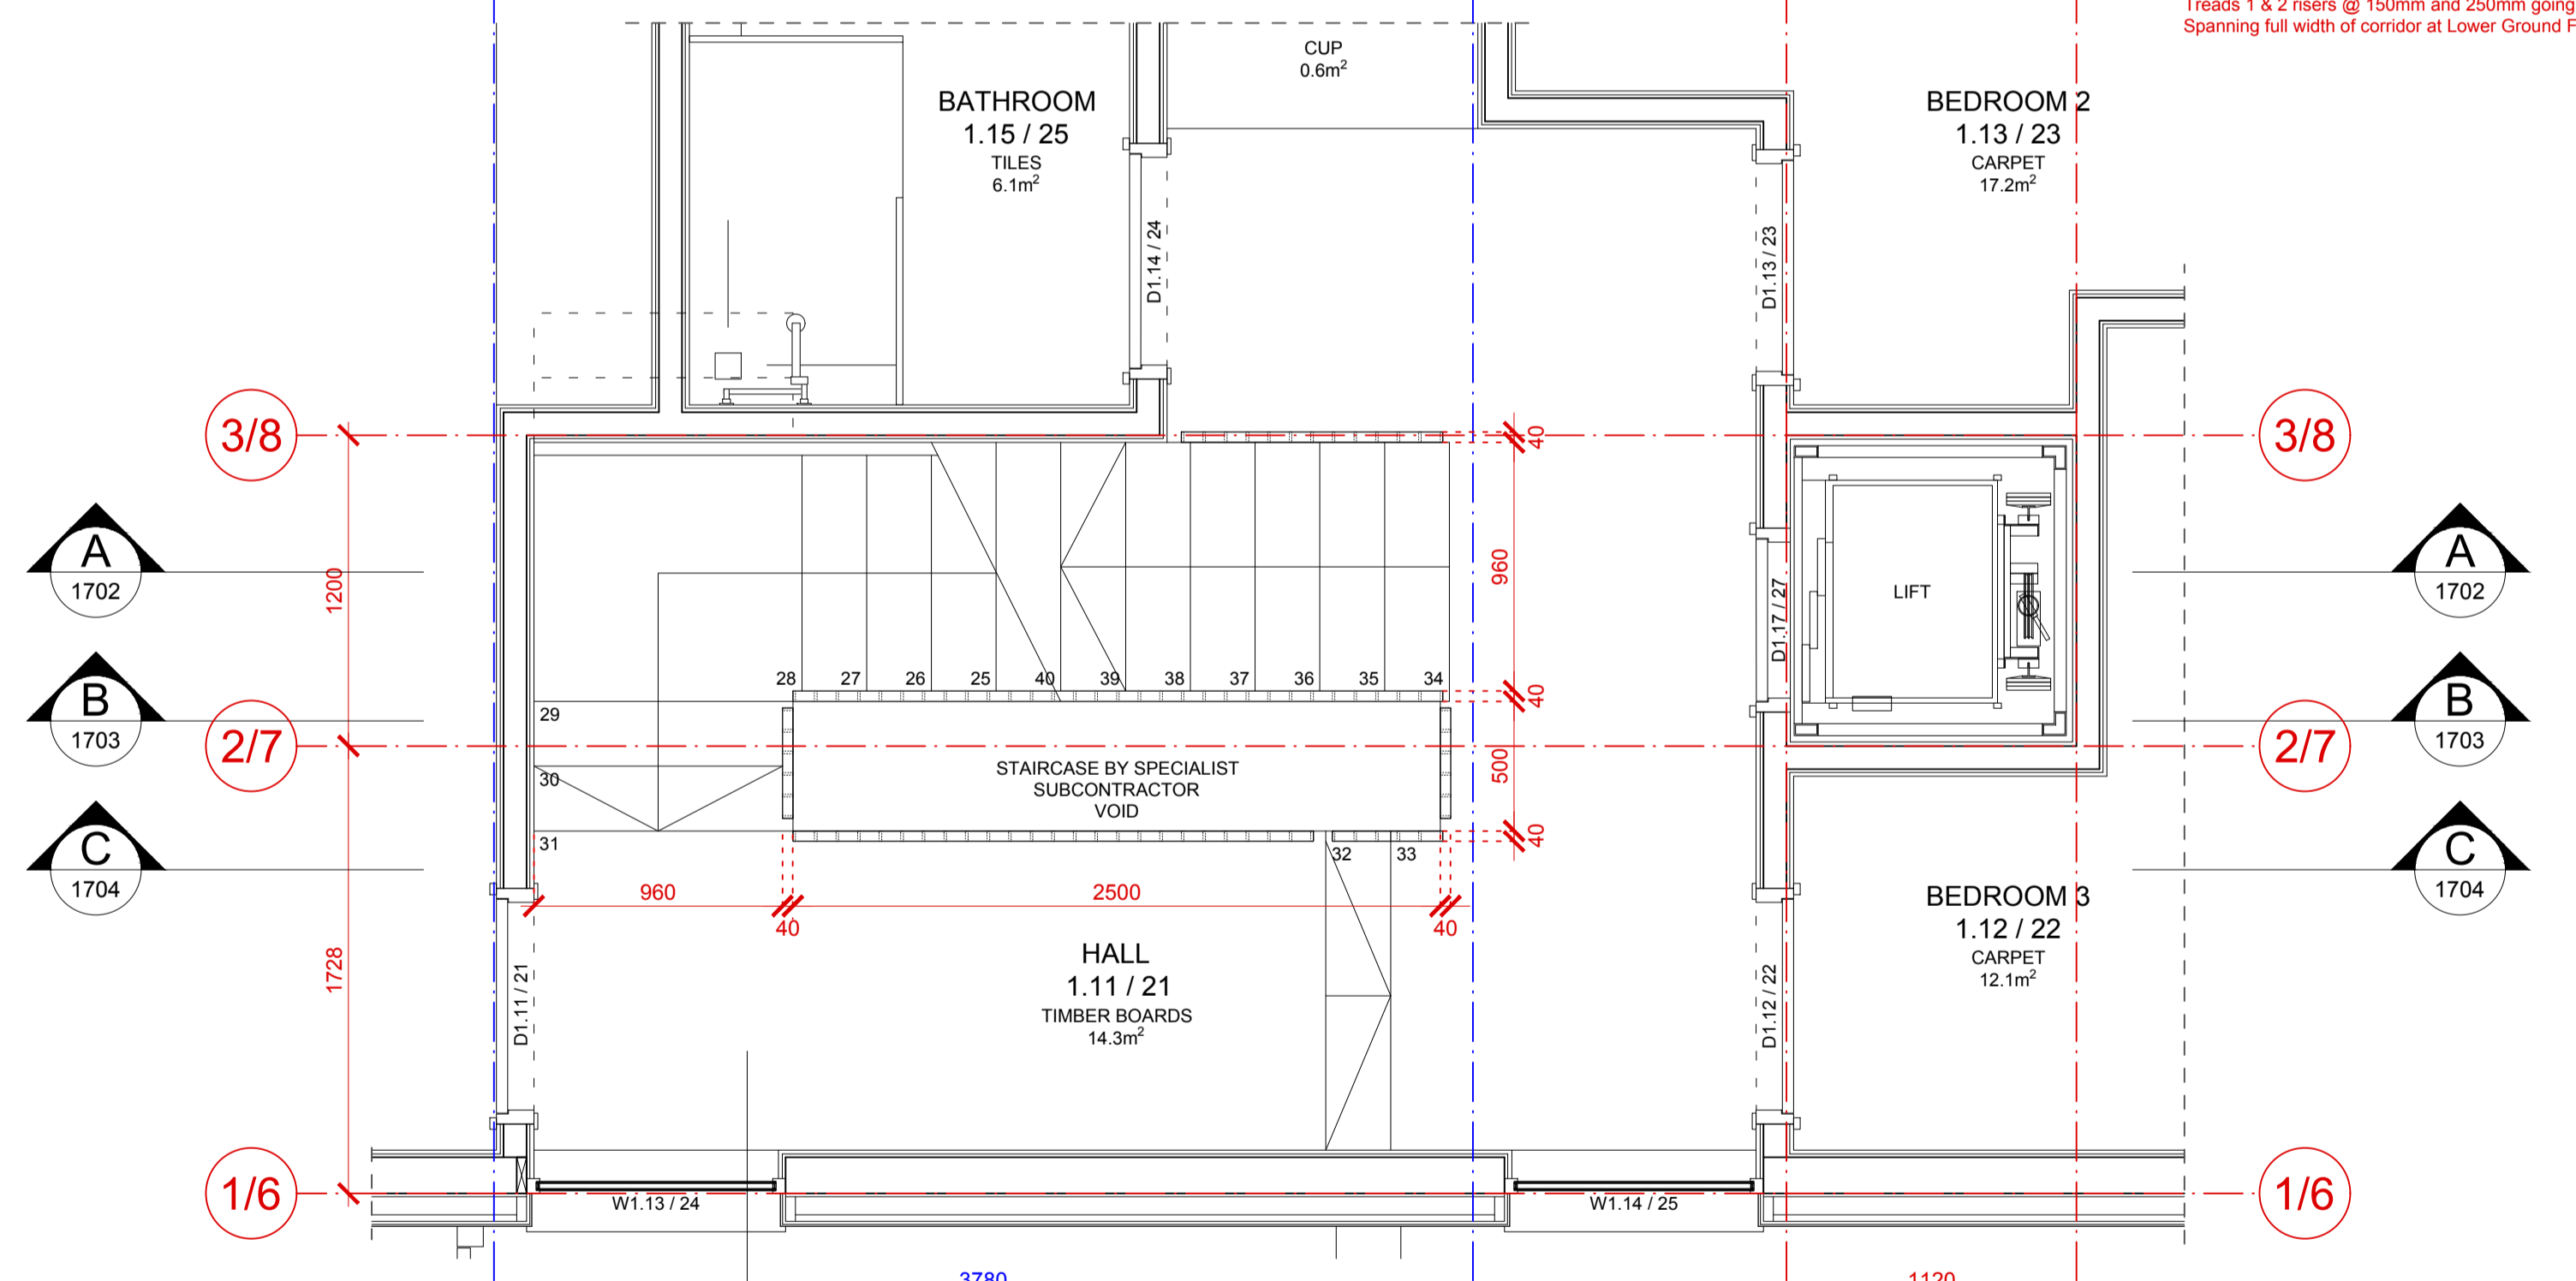 Treads 1 & 2 risers @ 150mm and 250mm going
Spanning full width of corridor at Lower Ground F
CUP
0.6m²
BATHROOM
1.15 / 25
TILES
6.1m²
BEDROOM 2
1.13 / 23
CARPET
17.2m²
D1.14 / 24
D1.13 / 23
3/8
3/8
40
A
1702
1200
960
LIFT
D1.17 / 27
A
1702
28
27
26
25
40
39
38
37
36
35
34
40
B
1703
29
2/7
30
STAIRCASE BY SPECIALIST
SUBCONTRACTOR
VOID
500
B
1703
2/7
C
1704
31
32
33
40
C
1704
960
40
2500
40
1728
D1.11 / 21
HALL
1.11 / 21
TIMBER BOARDS
14.3m²
D1.12 / 22
BEDROOM 3
1.12 / 22
CARPET
12.1m²
1/6
W1.13 / 24
W1.14 / 25
1/6
3780
1120